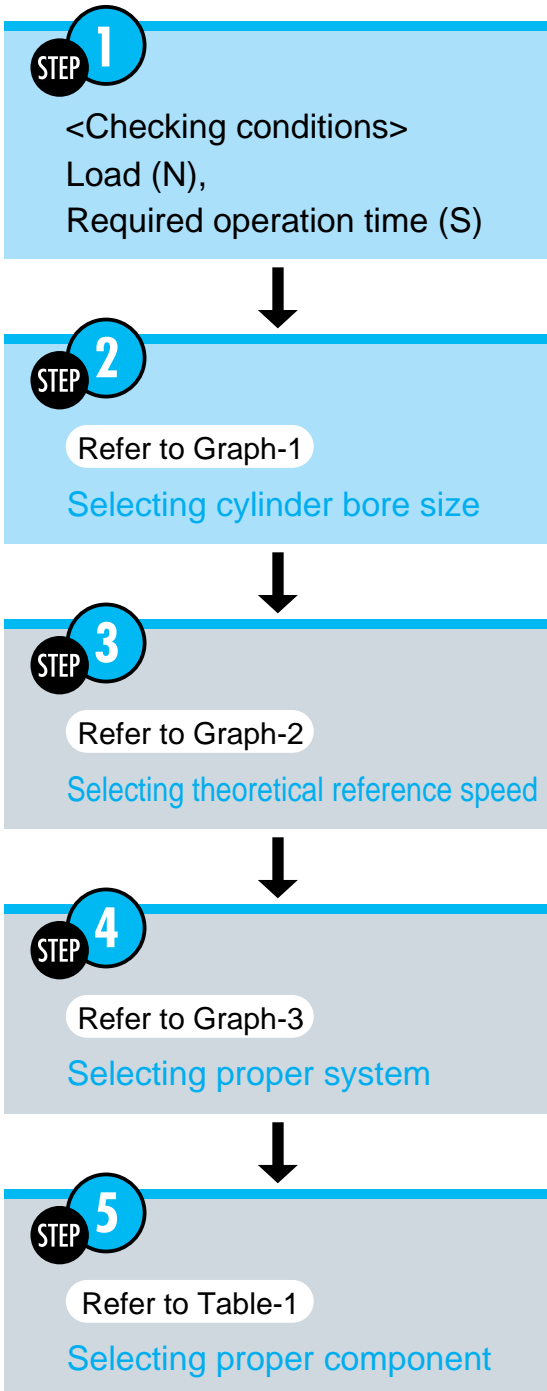 STEP 1
<Checking conditions>
Load (N),
Required operation time (S)
STEP 2
Refer to Graph-1
Selecting cylinder bore size
STEP 3
Refer to Graph-2
Selecting theoretical reference speed
STEP 4
Refer to Graph-3
Selecting proper system
STEP 5
Refer to Table-1
Selecting proper component